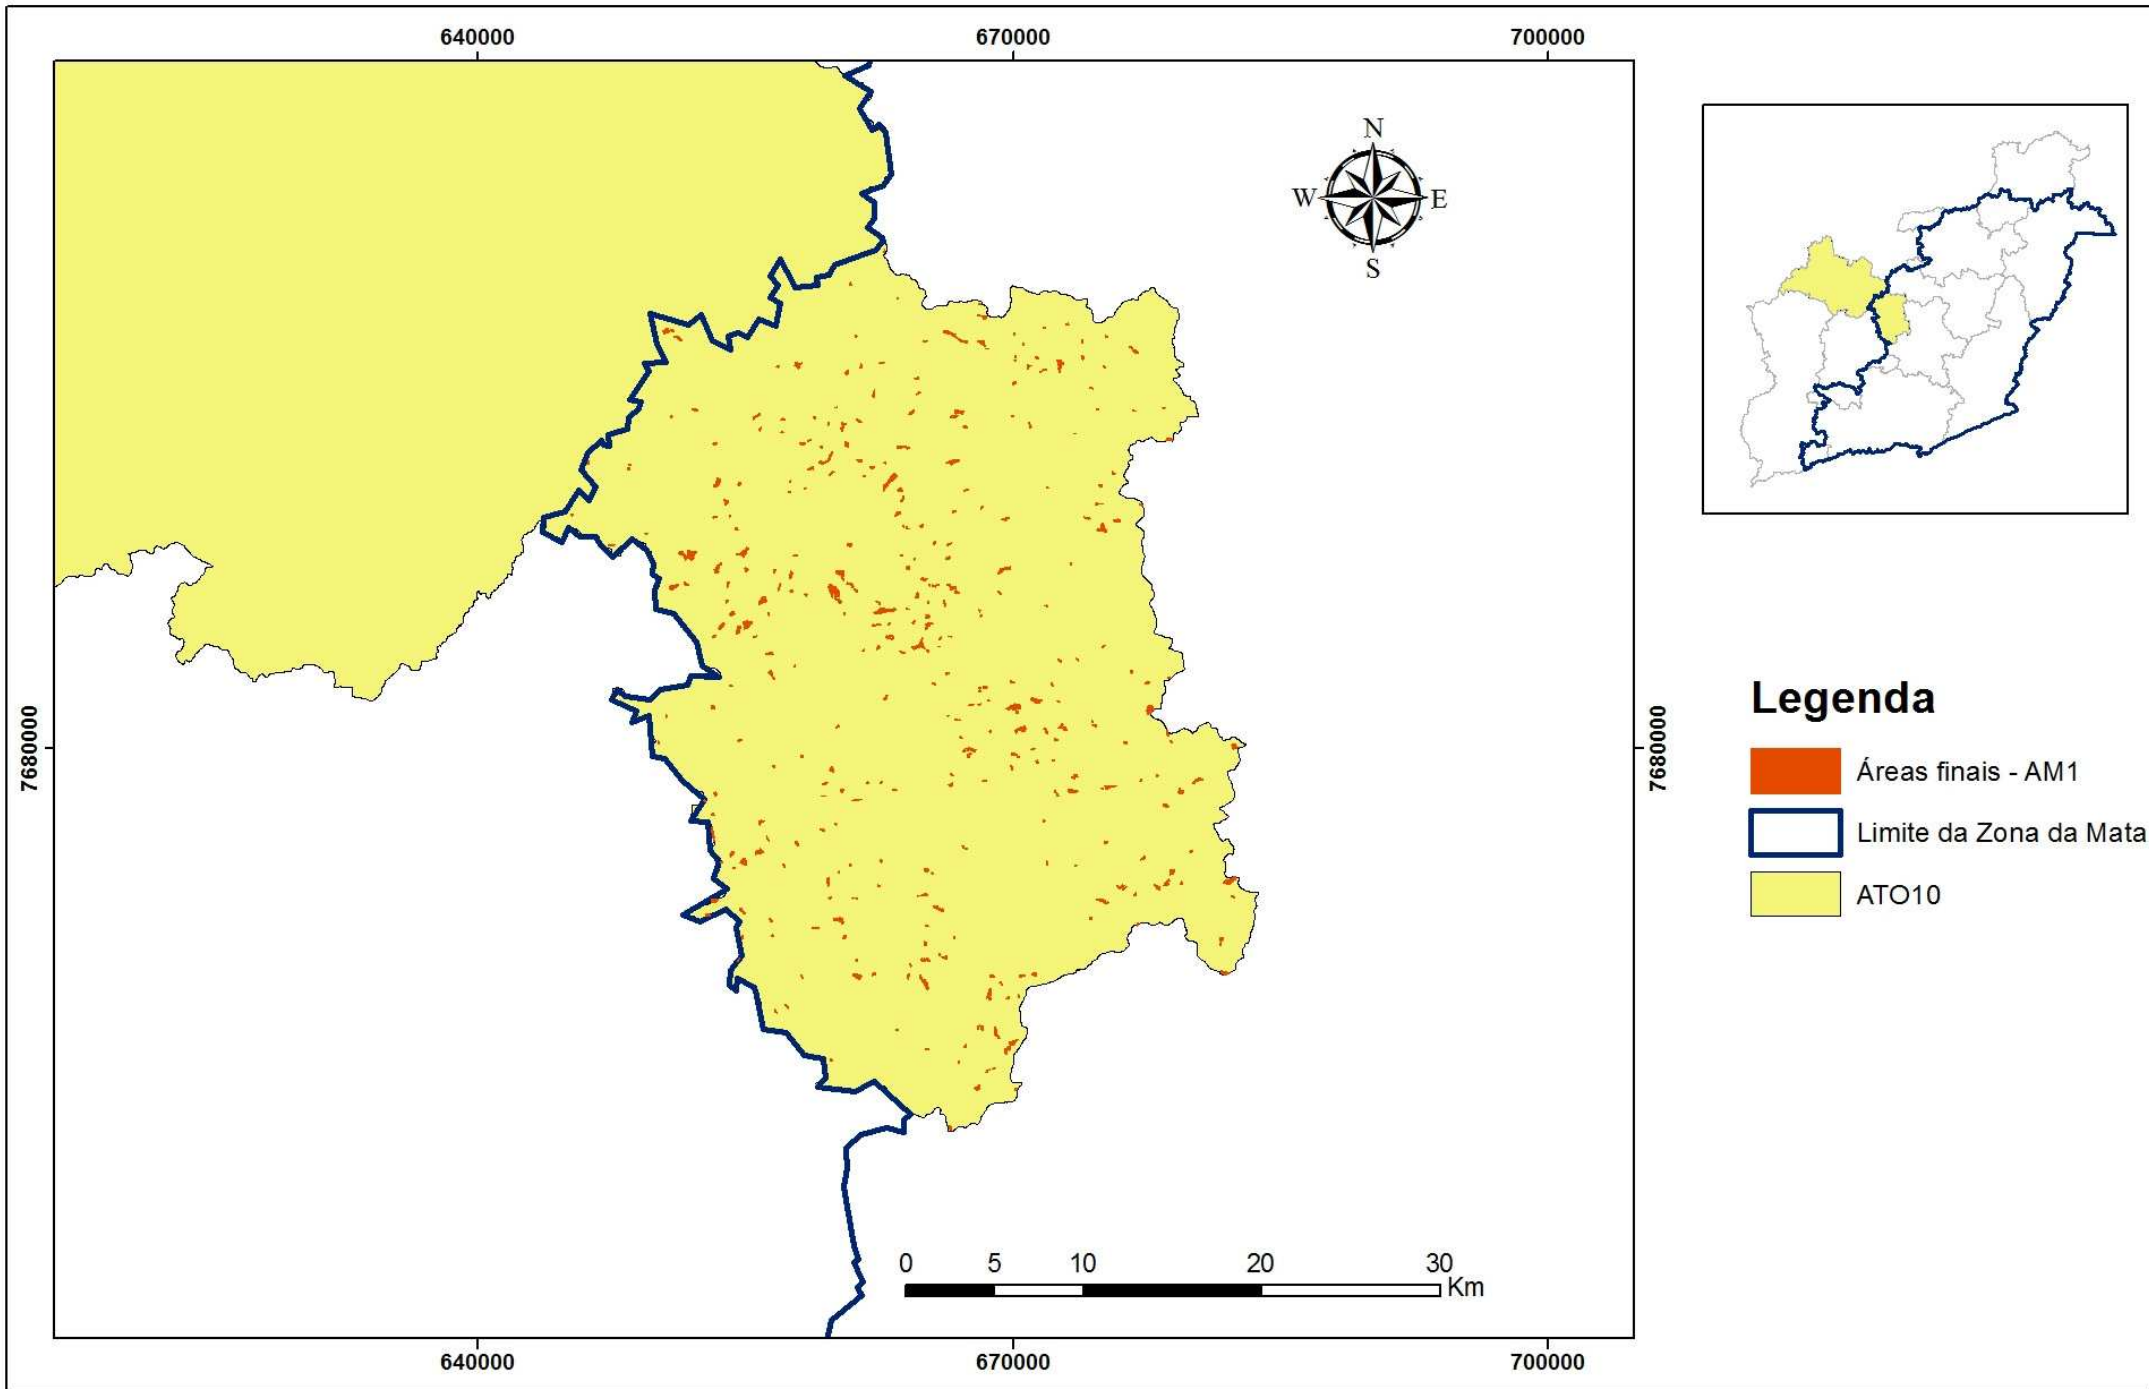 640000 670000 700000
N
W E
S
7680000 7680000
Legenda
Áreas finais - AM1
Limite da Zona da Mata
ATO10
0 5 10 20 30
Km
640000 670000 700000